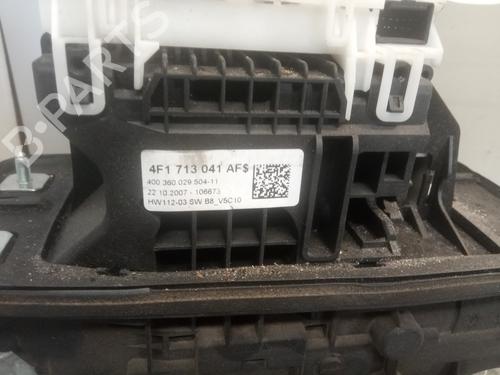 B-PARTS
4F1 713 041 AF$
400 360 029 504-11
22.10.2007 - 106673
HW112-03 SW B8_V5C10